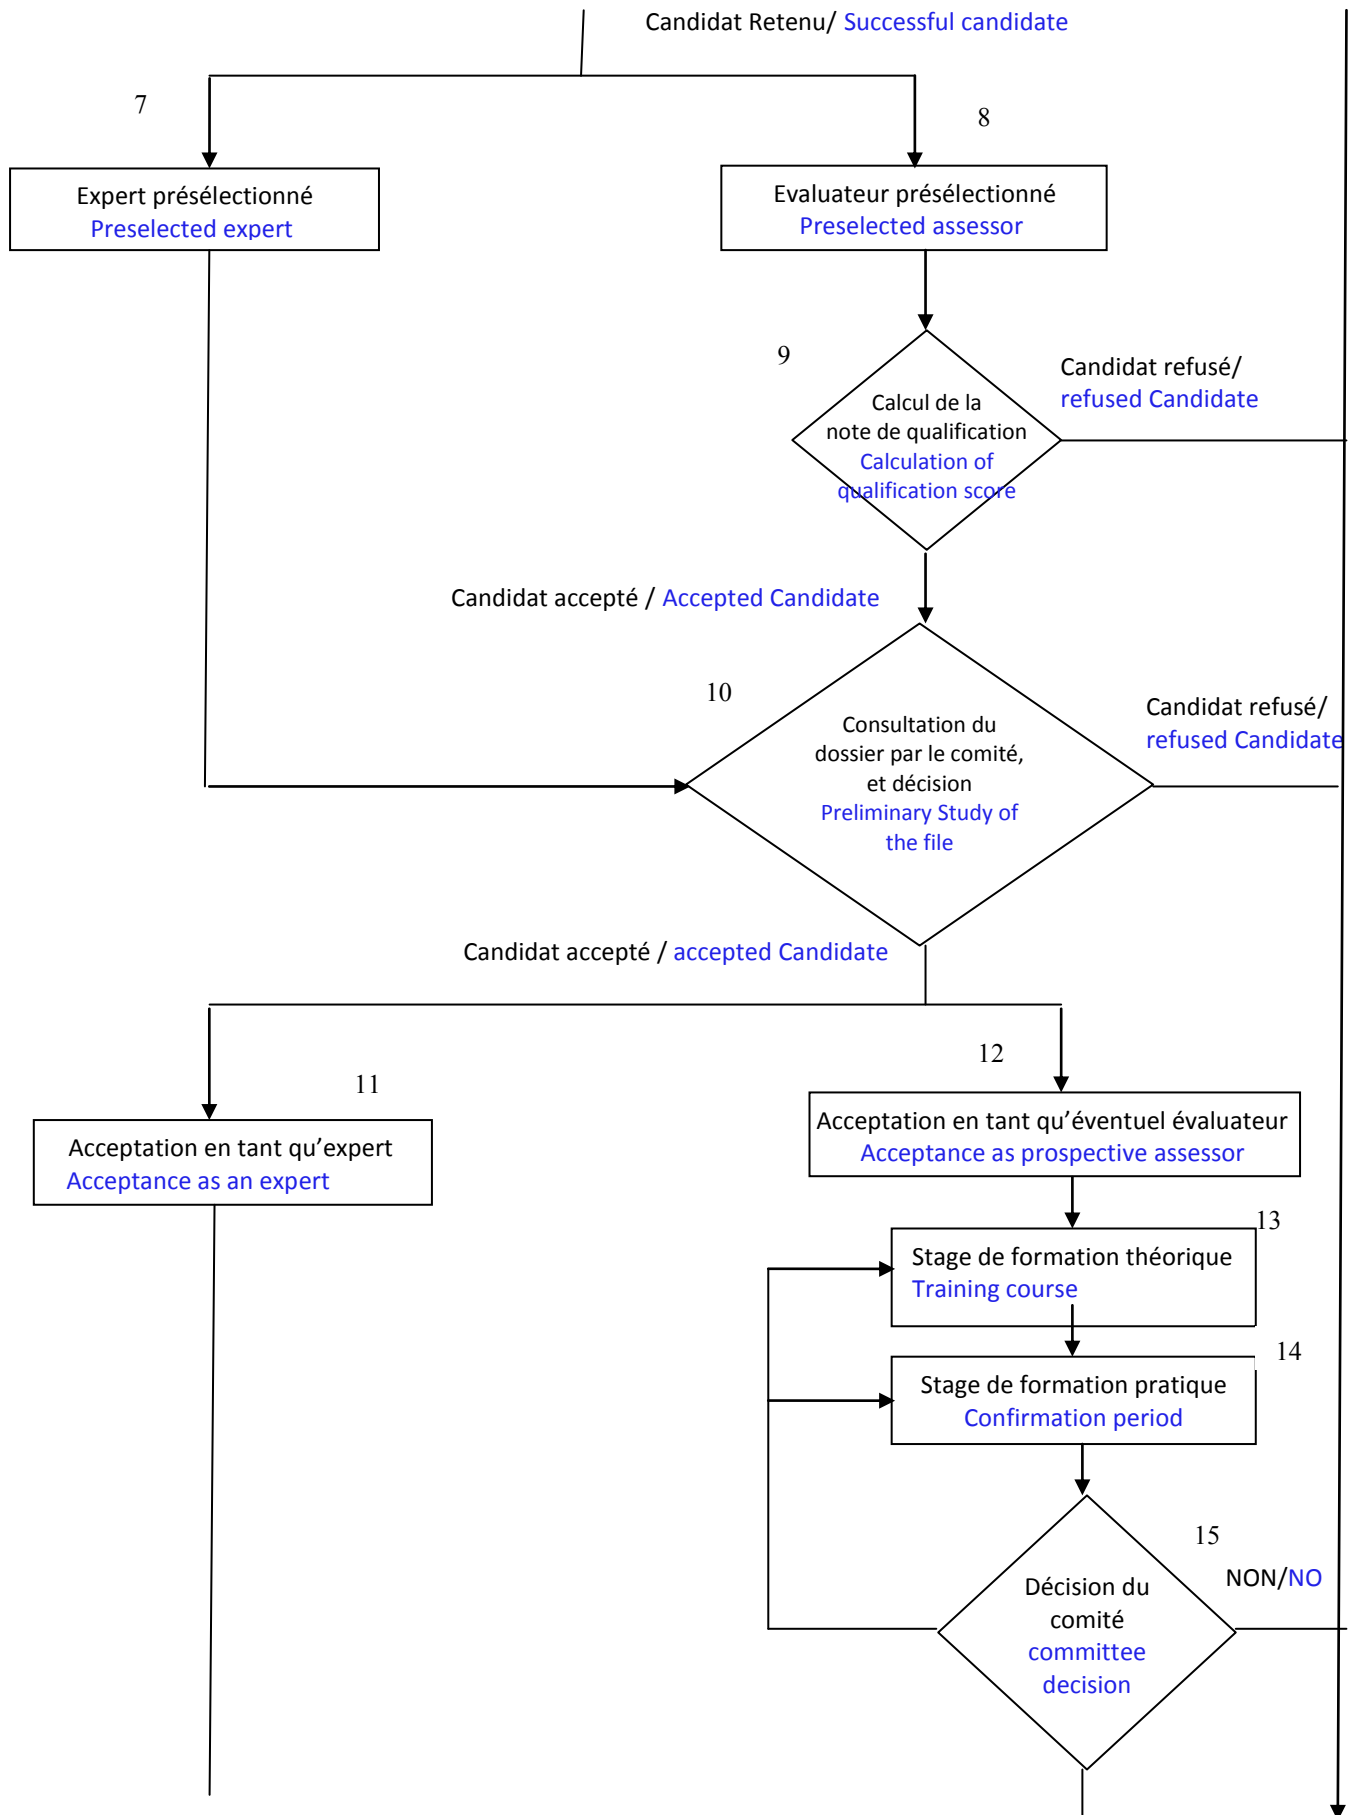 Candidat Retenu/ Successful candidate
7
8
Expert présélectionné
Preselected expert
Evaluateur présélectionné
Preselected assessor
9
Candidat refusé/
refused Candidate
Calcul de la
note de qualification
Calculation of
qualification score
Candidat accepté / Accepted Candidate
10
Candidat refusé/
refused Candidate
Consultation du
dossier par le comité,
et décision
Preliminary Study of
the file
Candidat accepté / accepted Candidate
11
12
Acceptation en tant qu’expert
Acceptance as an expert
Acceptation en tant qu’éventuel évaluateur
Acceptance as prospective assessor
13
Stage de formation théorique
Training course
14
Stage de formation pratique
Confirmation period
15
NON/NO
Décision du
comité
committee
decision